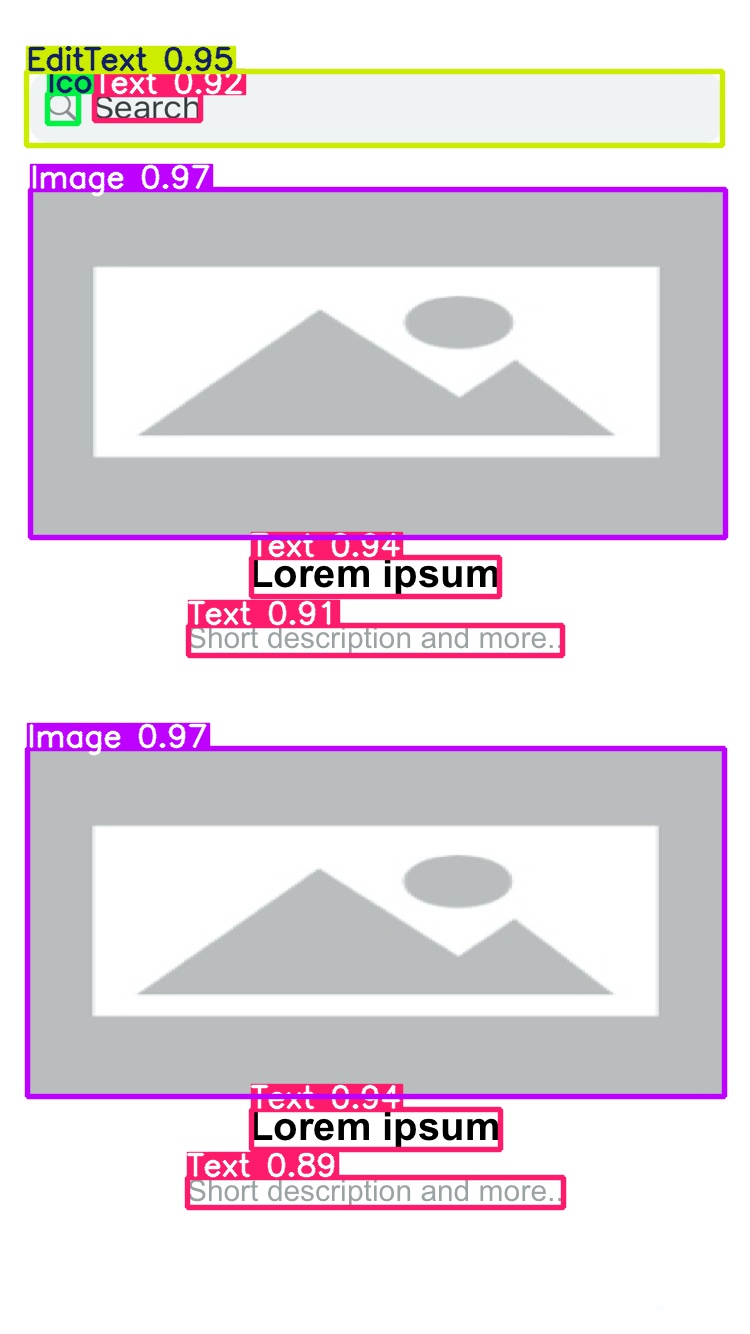 EditText 0.95
Ico Text 0.92
Search
Image 0.97
Text 0.94
Lorem ipsum
Text 0.91
Short description and more..
Image 0.97
Text 0.94
Lorem ipsum
Text 0.89
Short description and more..